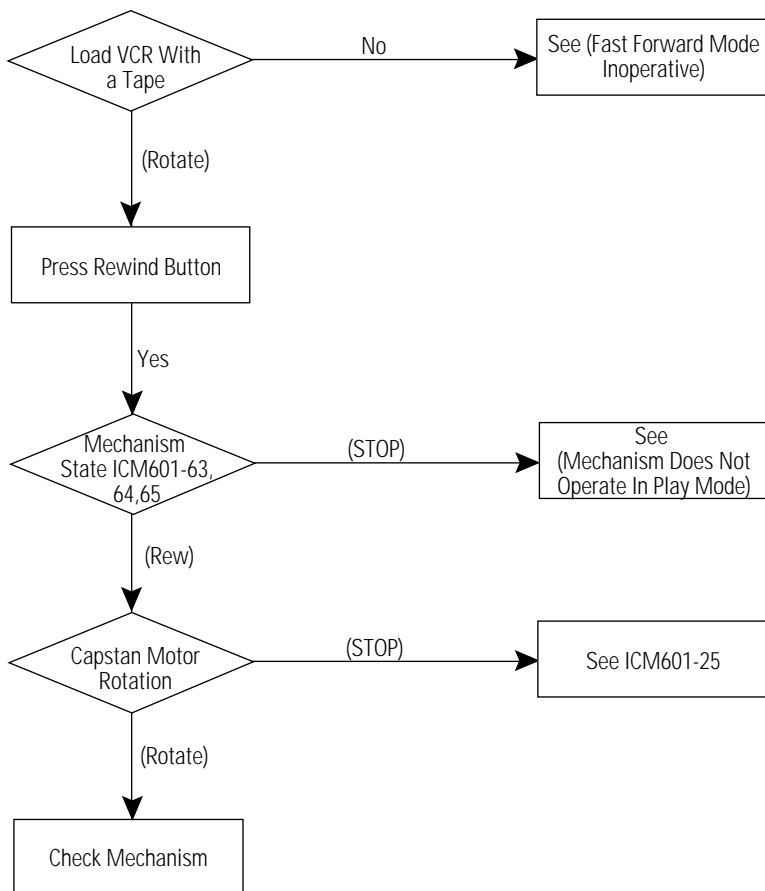 Load VCR With
a Tape
No
See (Fast Forward Mode
Inoperative)
(Rotate)
Press Rewind Button
Yes
Mechanism
State ICM601-63,
64,65
(STOP)
See
(Mechanism Does Not
Operate In Play Mode)
(Rew)
Capstan Motor
Rotation
(STOP)
See ICM601-25
(Rotate)
Check Mechanism